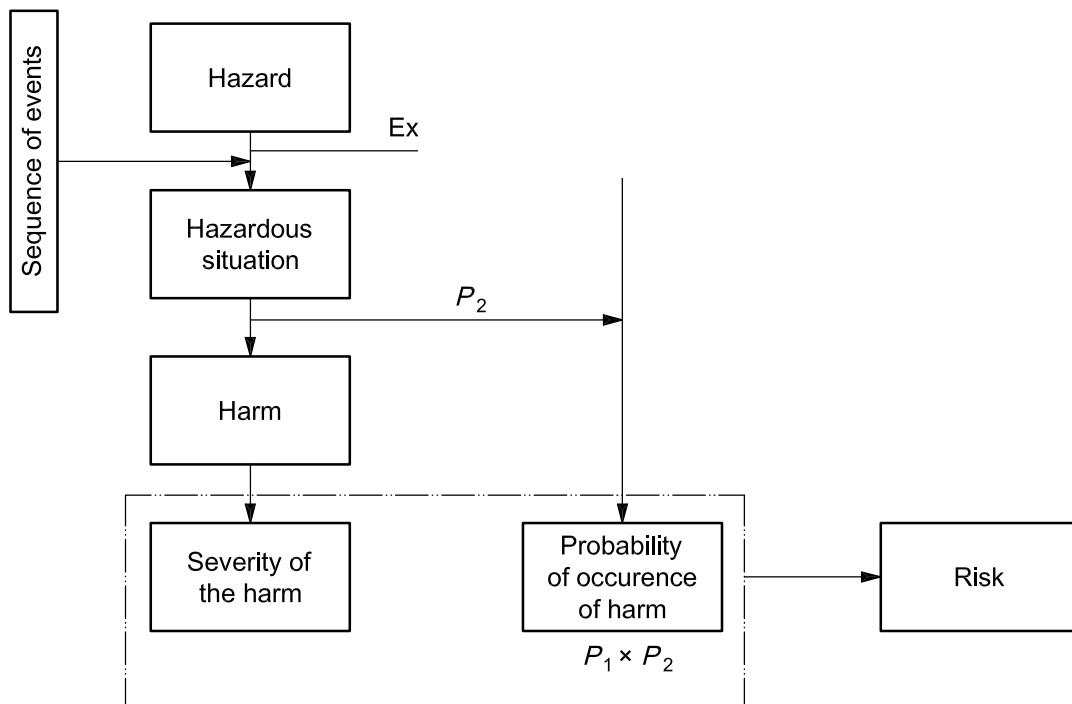 Sequence of events
Hazard
Ex
Hazardous
situation
P2
Harm
Severity of
the harm
Probability
of occurence
of harm
P1 × P2
Risk